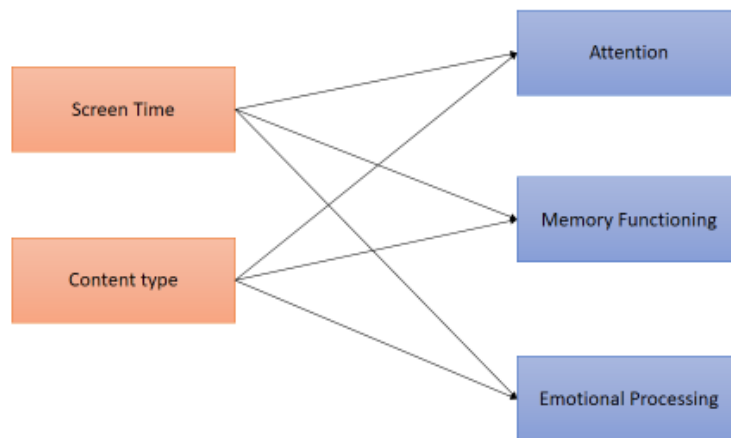 Attention
Screen Time
Memory Functioning
Content type
Emotional Processing